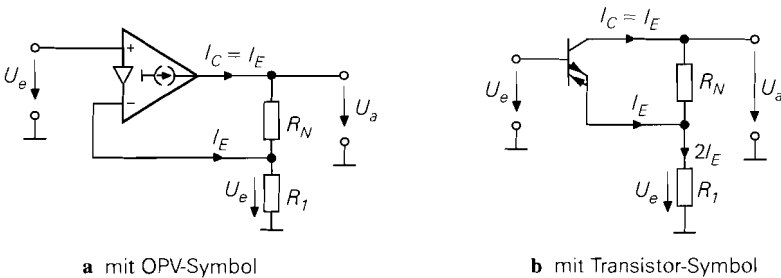 I_C = I_E
+
−
U_e
U_a
R_N
I_E
U_e
R_1
a mit OPV-Symbol
I_C = I_E
U_e
U_a
R_N
I_E
2I_E
U_e
R_1
b mit Transistor-Symbol